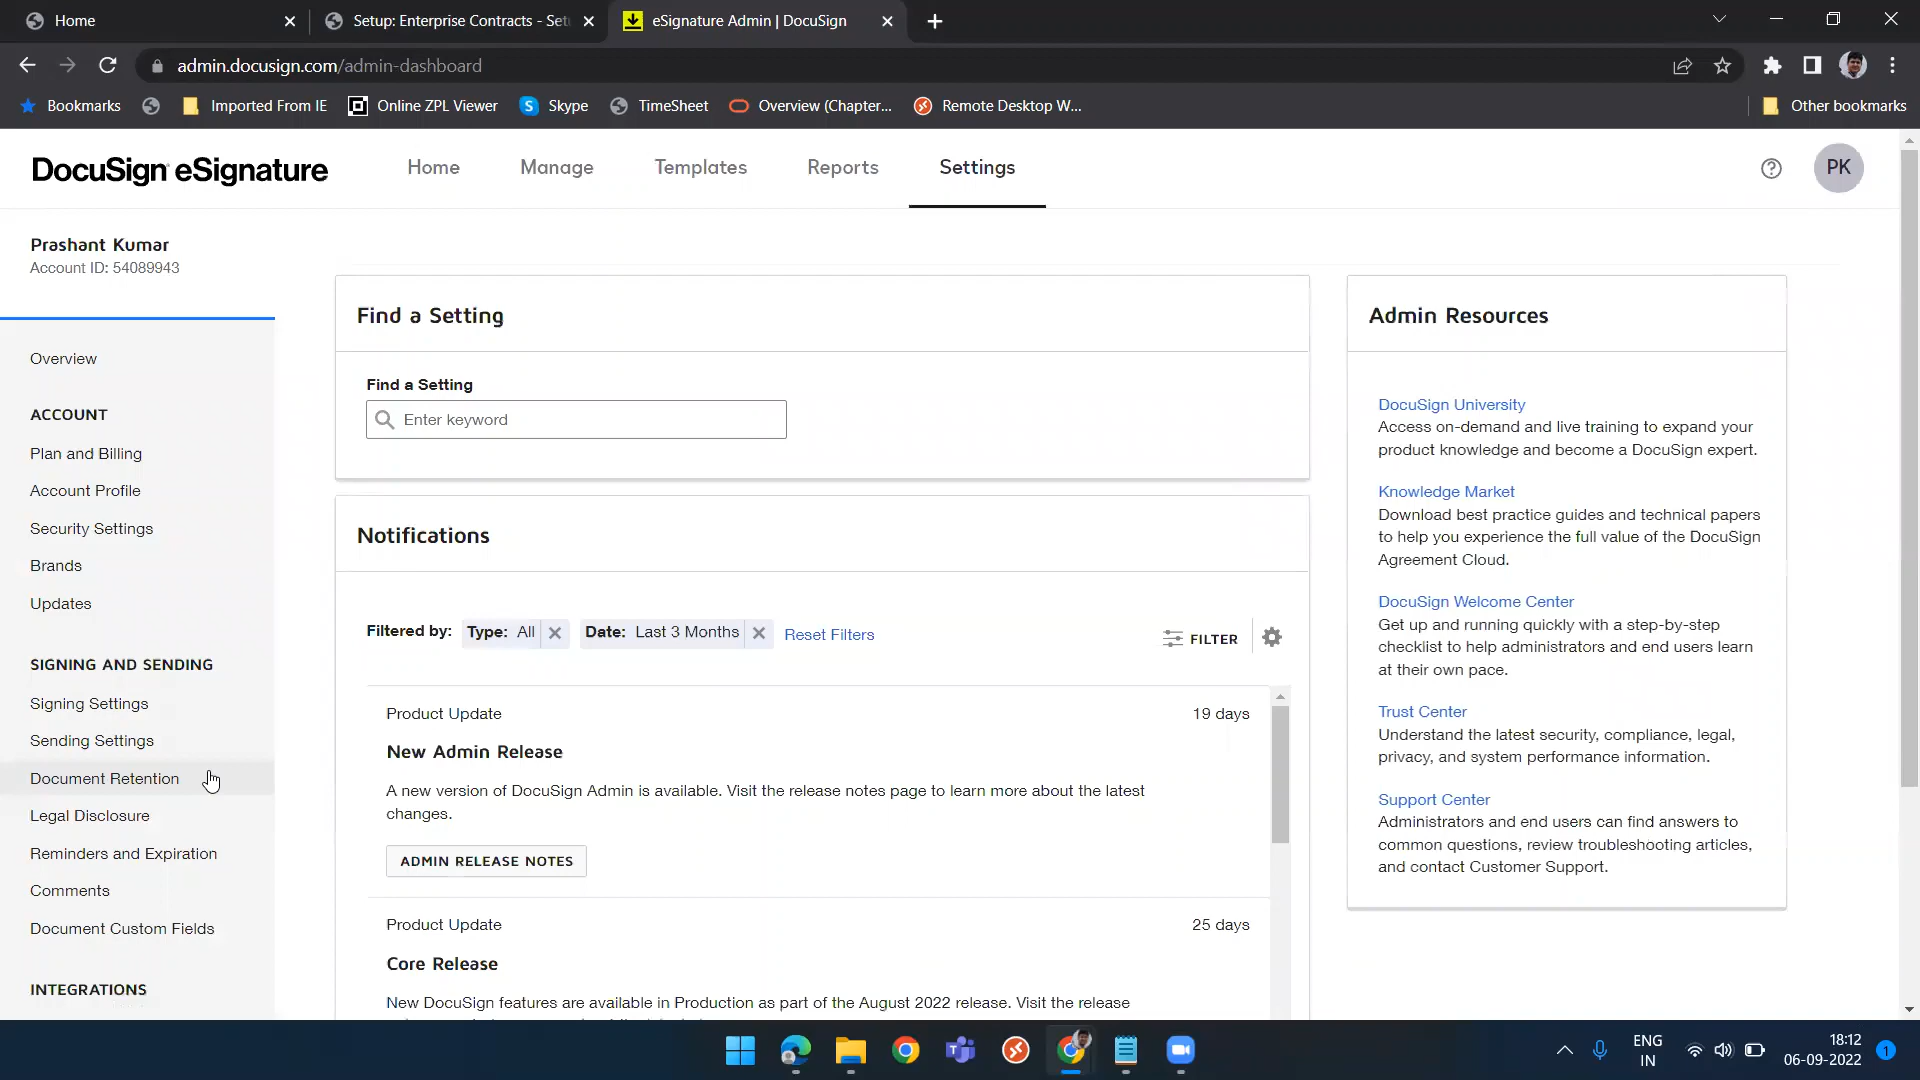 Home
Setup: Enterprise Contracts - Set
eSignature Admin | DocuSign
admin.docusign.com/admin-dashboard
Bookmarks
Imported From IE
Online ZPL Viewer
Skype
TimeSheet
Overview (Chapter...
Remote Desktop W...
Other bookmarks
DocuSign eSignature
Home
Manage
Templates
Reports
Settings
PK
Prashant Kumar
Account ID: 54089943
Overview
ACCOUNT
Plan and Billing
Account Profile
Security Settings
Brands
Updates
SIGNING AND SENDING
Signing Settings
Sending Settings
Document Retention
Legal Disclosure
Reminders and Expiration
Comments
Document Custom Fields
INTEGRATIONS
Find a Setting
Find a Setting
Enter keyword
Notifications
Filtered by: Type: All Date: Last 3 Months Reset Filters
FILTER
Product Update 19 days
New Admin Release
A new version of DocuSign Admin is available. Visit the release notes page to learn more about the latest
changes.
ADMIN RELEASE NOTES
Product Update 25 days
Core Release
New DocuSign features are available in Production as part of the August 2022 release. Visit the release
Admin Resources
DocuSign University
Access on-demand and live training to expand your
product knowledge and become a DocuSign expert.
Knowledge Market
Download best practice guides and technical papers
to help you experience the full value of the DocuSign
Agreement Cloud.
DocuSign Welcome Center
Get up and running quickly with a step-by-step
checklist to help administrators and end users learn
at their own pace.
Trust Center
Understand the latest security, compliance, legal,
privacy, and system performance information.
Support Center
Administrators and end users can find answers to
common questions, review troubleshooting articles,
and contact Customer Support.
ENG
IN
18:12
06-09-2022
1